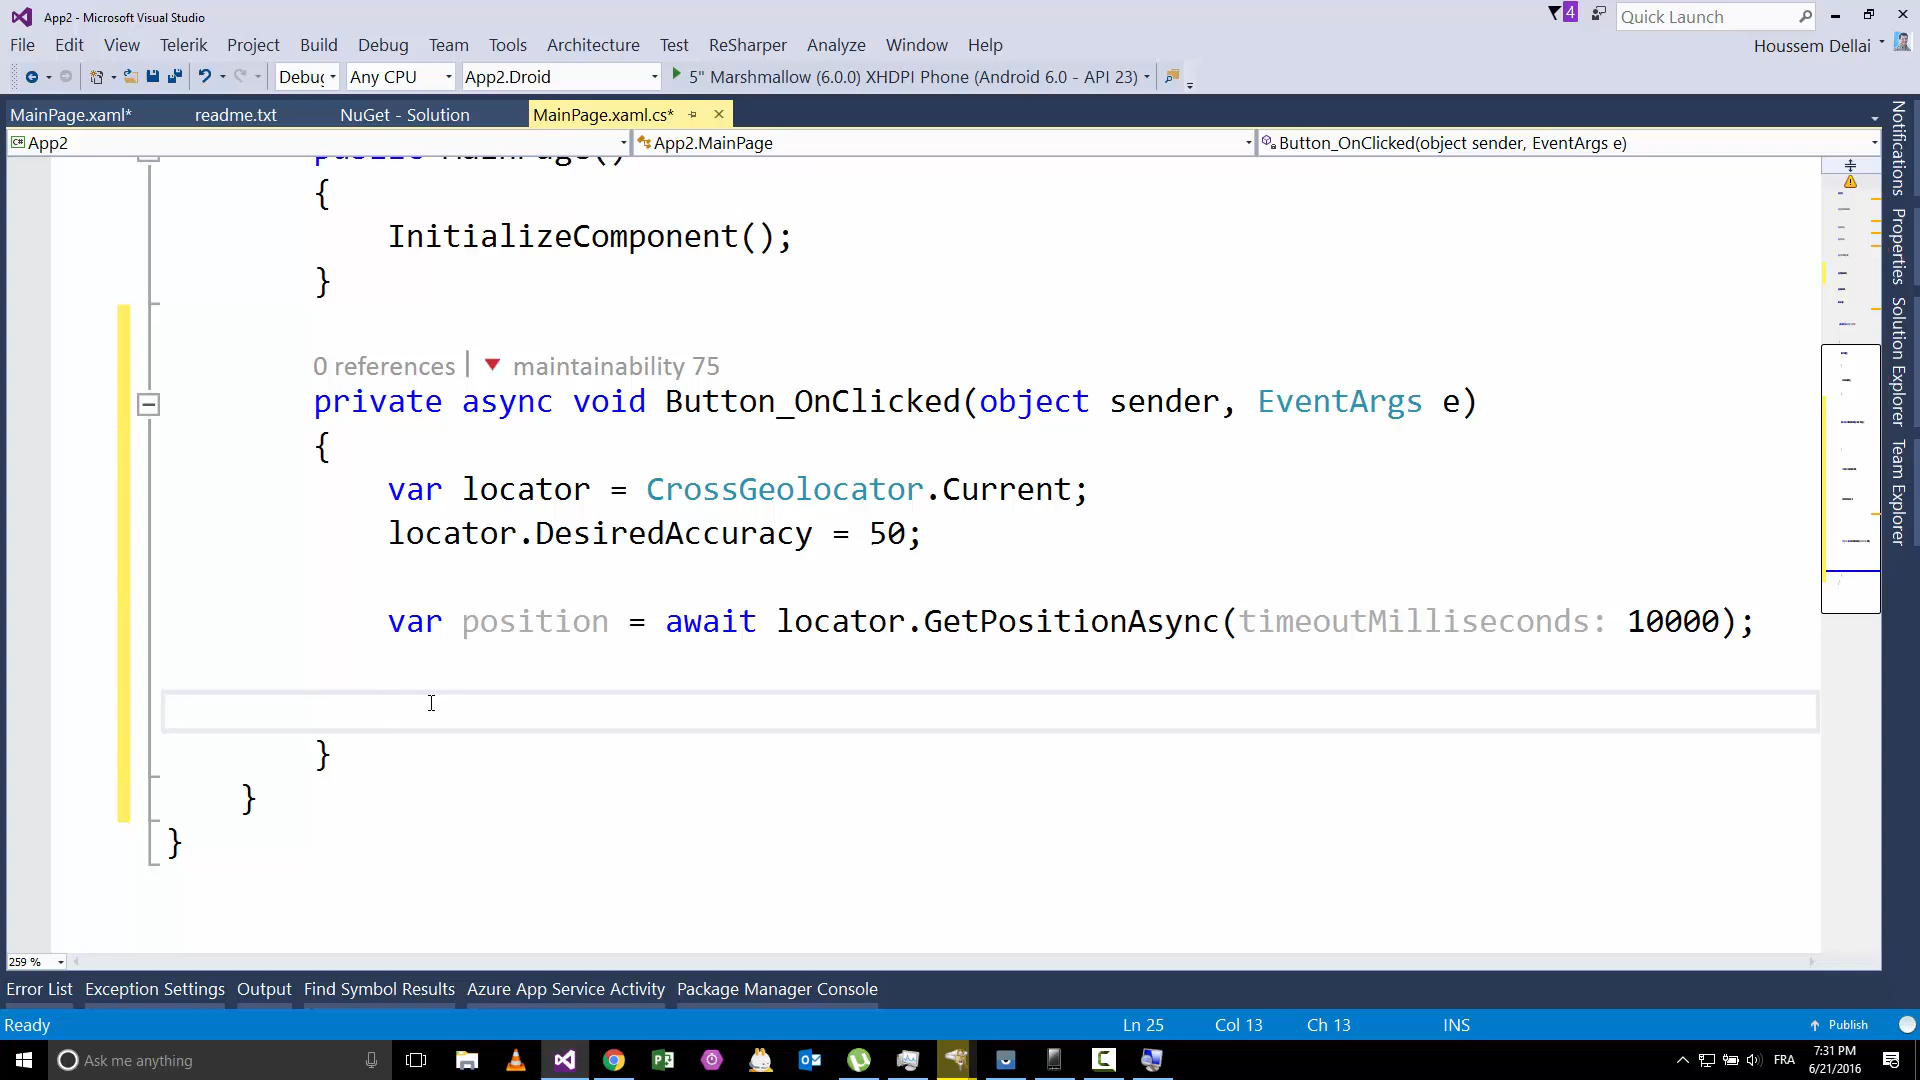 App2 - Microsoft Visual Studio
4
Quick Launch
File Edit View Telerik Project Build Debug Team Tools Architecture Test ReSharper Analyze Window Help
Houssem Dellai
Debug Any CPU App2.Droid 5" Marshmallow (6.0.0) XHDPI Phone (Android 6.0 - API 23)
MainPage.xaml* readme.txt NuGet - Solution MainPage.xaml.cs*
App2 App2.MainPage Button_OnClicked(object sender, EventArgs e)
public MainPage()
{
InitializeComponent();
}
0 references | maintainability 75
private async void Button_OnClicked(object sender, EventArgs e)
{
var locator = CrossGeolocator.Current;
locator.DesiredAccuracy = 50;
var position = await locator.GetPositionAsync(timeoutMilliseconds: 10000);
}
}
}
Notifications
Properties
Solution Explorer
Team Explorer
259 %
Error List Exception Settings Output Find Symbol Results Azure App Service Activity Package Manager Console
Ready Ln 25 Col 13 Ch 13 INS Publish
Ask me anything
FRA
7:31 PM
6/21/2016